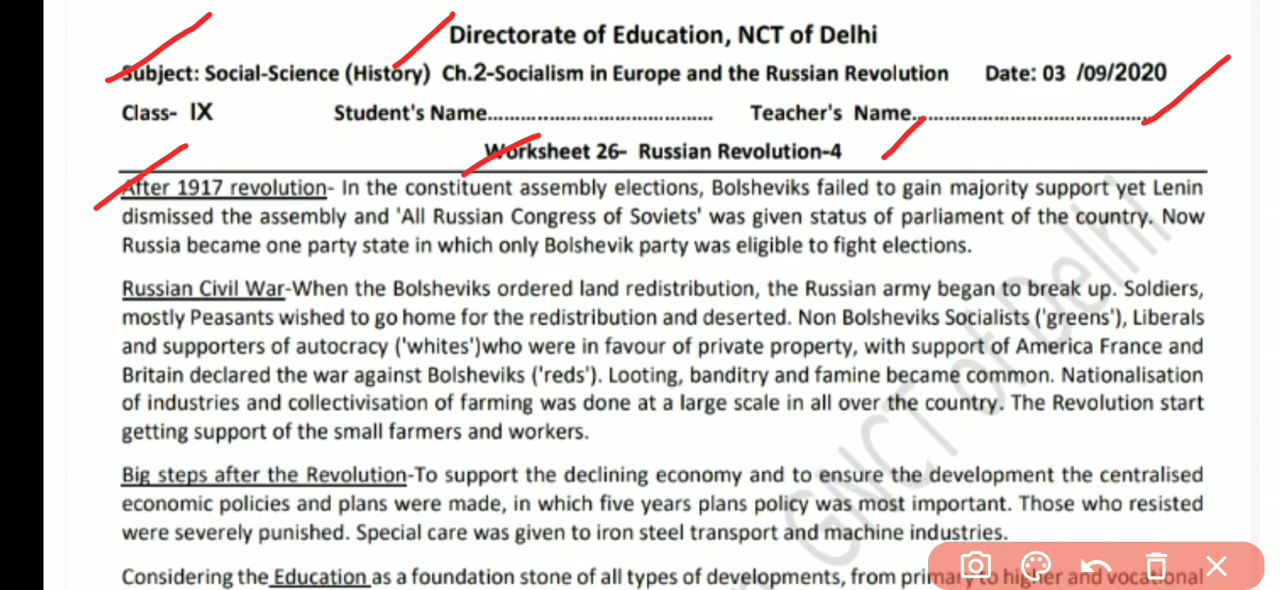 Directorate of Education, NCT of Delhi
Subject: Social-Science (History) Ch.2-Socialism in Europe and the Russian Revolution Date: 03 /09/2020
Class- IX Student's Name............................................. Teacher's Name..............................................
Worksheet 26- Russian Revolution-4
After 1917 revolution- In the constituent assembly elections, Bolsheviks failed to gain majority support yet Lenin
dismissed the assembly and 'All Russian Congress of Soviets' was given status of parliament of the country. Now
Russia became one party state in which only Bolshevik party was eligible to fight elections.
Russian Civil War-When the Bolsheviks ordered land redistribution, the Russian army began to break up. Soldiers,
mostly Peasants wished to go home for the redistribution and deserted. Non Bolsheviks Socialists ('greens'), Liberals
and supporters of autocracy ('whites')who were in favour of private property, with support of America France and
Britain declared the war against Bolsheviks ('reds'). Looting, banditry and famine became common. Nationalisation
of industries and collectivisation of farming was done at a large scale in all over the country. The Revolution start
getting support of the small farmers and workers.
Big steps after the Revolution-To support the declining economy and to ensure the development the centralised
economic policies and plans were made, in which five years plans policy was most important. Those who resisted
were severely punished. Special care was given to iron steel transport and machine industries.
Considering the Education as a foundation stone of all types of developments, from primary to higher and vocational
GNCT of Delhi